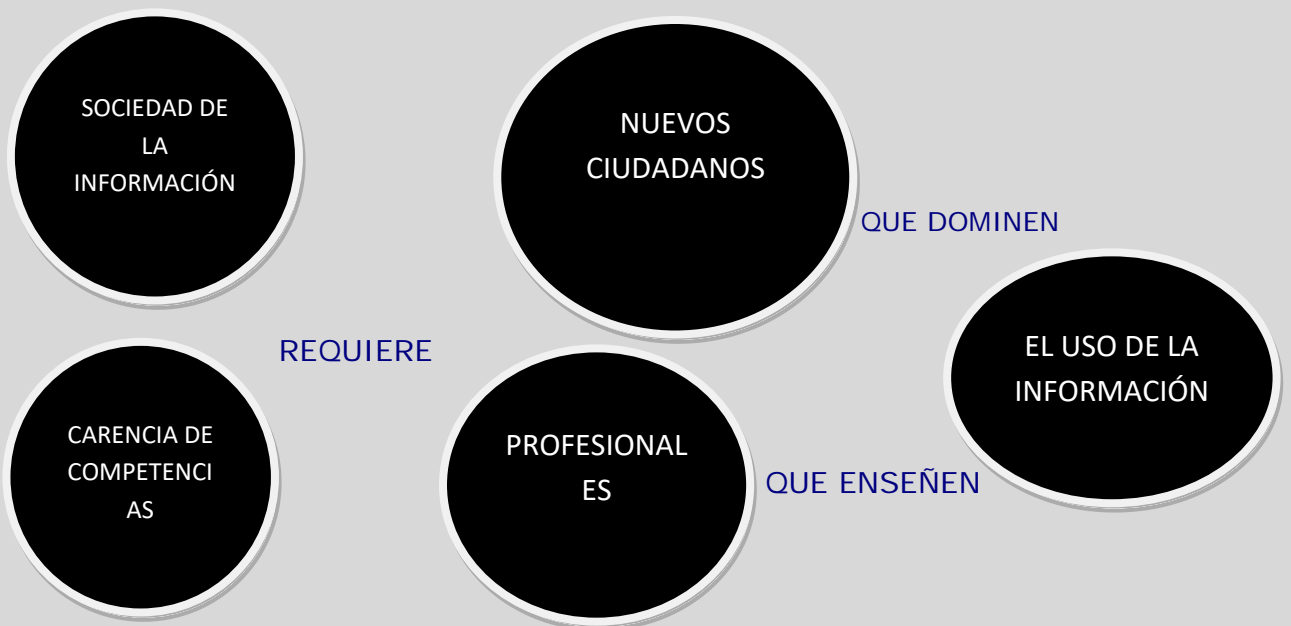 SOCIEDAD DE
LA
INFORMACIÓN
NUEVOS
CIUDADANOS
QUE DOMINEN
REQUIERE
EL USO DE LA
INFORMACIÓN
CARENCIA DE
COMPETENCI
AS
PROFESIONAL
ES
QUE ENSEÑEN